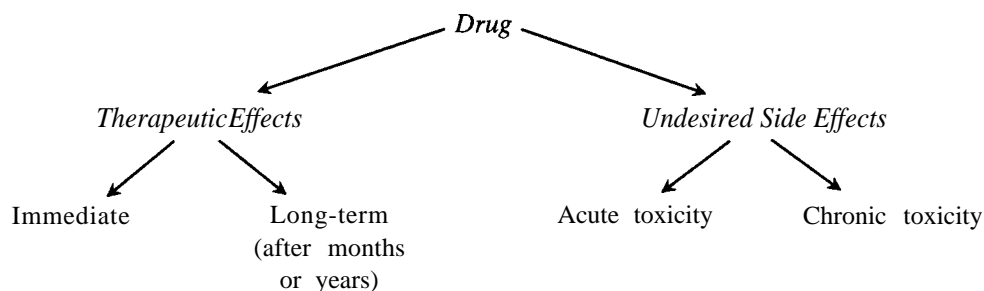 Drug
TherapeuticEffects
Undesired Side Effects
Immediate
Long-term
(after months
or years)
Acute toxicity
Chronic toxicity